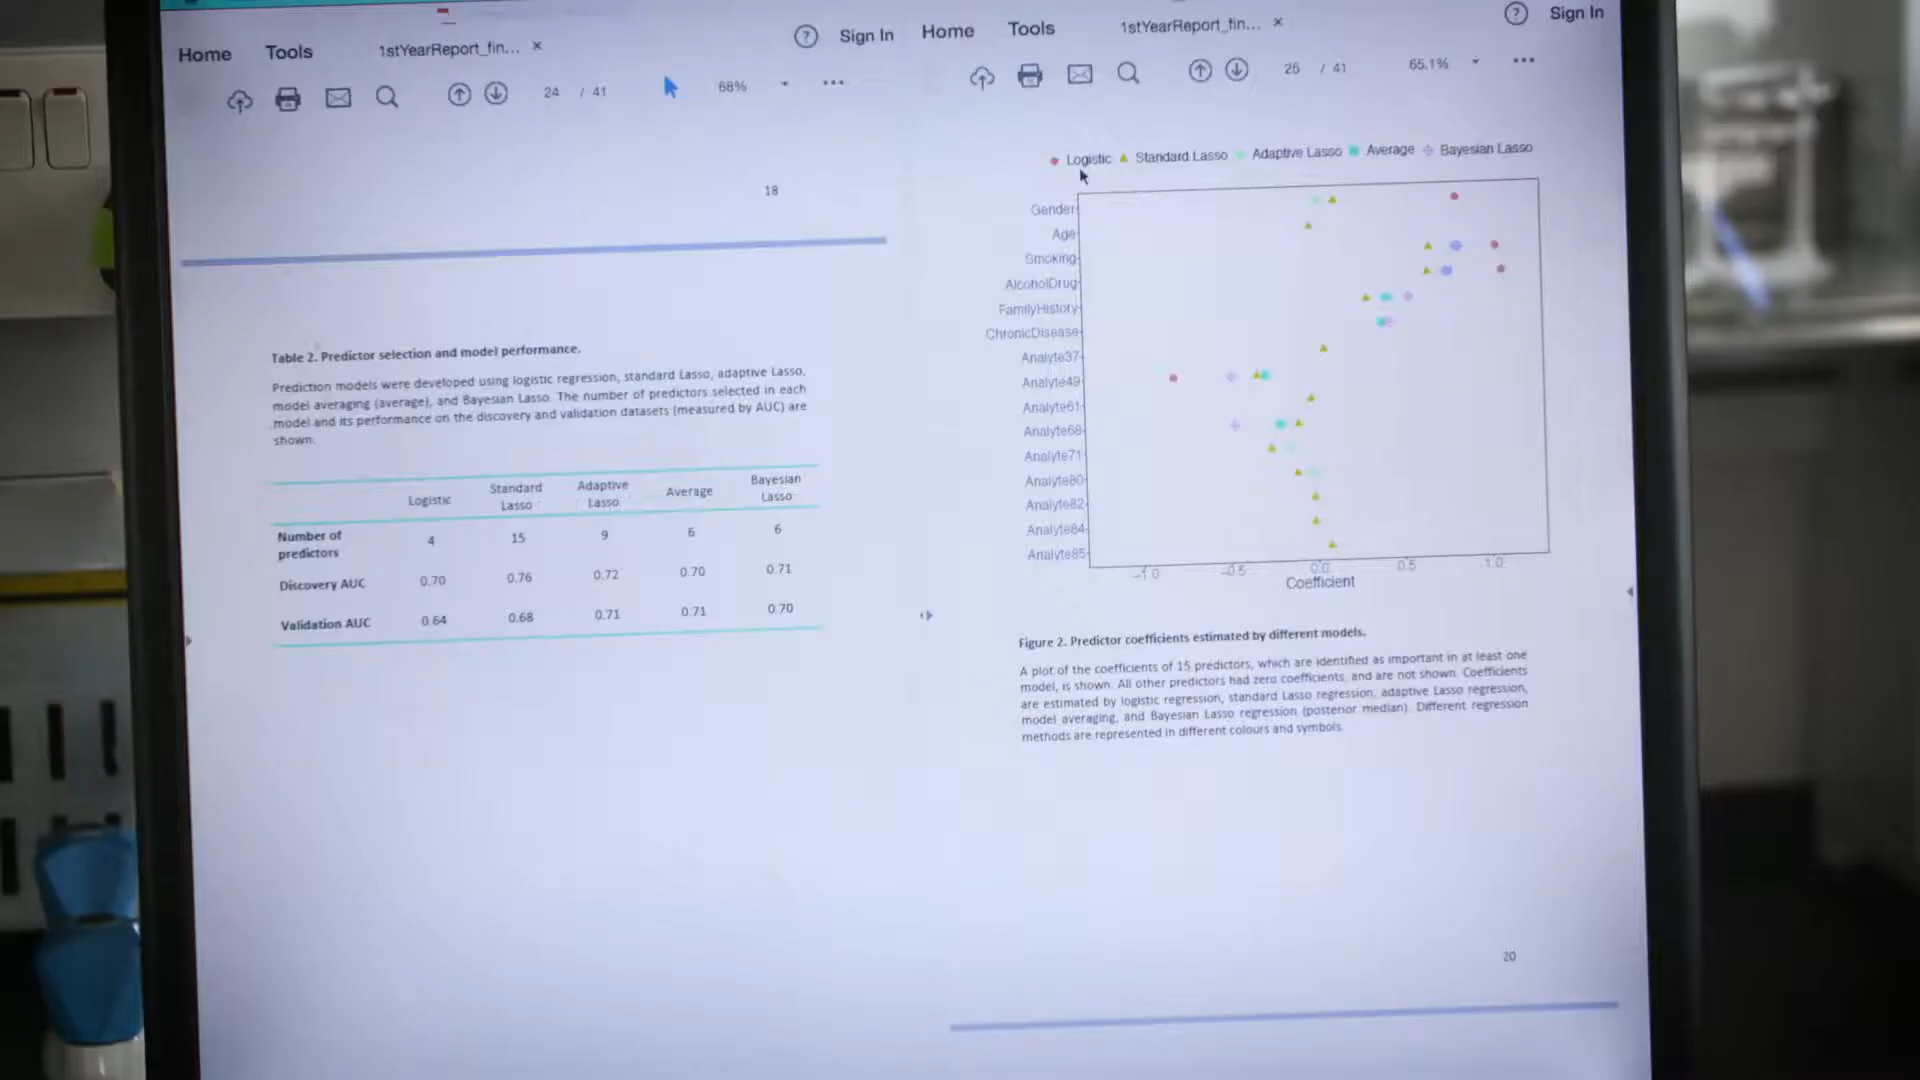 Home Tools 1stYearReport_fin... × ? Sign In
24 / 41 68% ...
18
Table 2. Predictor selection and model performance.
Prediction models were developed using logistic regression, standard Lasso, adaptive Lasso,
model averaging (average), and Bayesian Lasso. The number of predictors selected in each
model and its performance on the discovery and validation datasets (measured by AUC) are
shown.
Logistic Standard Lasso Adaptive Lasso Average Bayesian Lasso
Number of predictors 4 15 9 6 6
Discovery AUC 0.70 0.76 0.72 0.70 0.71
Validation AUC 0.64 0.68 0.71 0.71 0.70
Home Tools 1stYearReport_fin... × ? Sign In
25 / 41 65.1% ...
Logistic Standard Lasso Adaptive Lasso Average Bayesian Lasso
Gender
Age
Smoking
AlcoholDrug
FamilyHistory
ChronicDisease
Analyte37
Analyte49
Analyte61
Analyte68
Analyte71
Analyte80
Analyte82
Analyte84
Analyte85
-1.0 -0.5 0.0 0.5 1.0
Coefficient
Figure 2. Predictor coefficients estimated by different models.
A plot of the coefficients of 15 predictors, which are identified as important in at least one
model, is shown. All other predictors had zero coefficients, and are not shown. Coefficients
are estimated by logistic regression, standard Lasso regression, adaptive Lasso regression,
model averaging, and Bayesian Lasso regression (posterior median). Different regression
methods are represented in different colours and symbols.
20